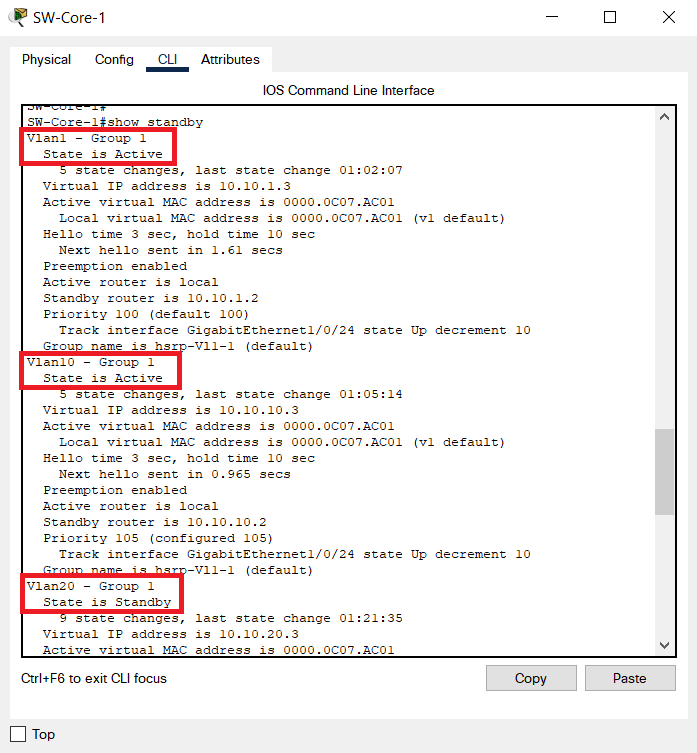 SW-Core-1
Physical Config CLI Attributes
IOS Command Line Interface
SW-Core-1#
SW-Core-1#show standby
Vlan1 - Group 1
State is Active
5 state changes, last state change 01:02:07
Virtual IP address is 10.10.1.3
Active virtual MAC address is 0000.0C07.AC01
Local virtual MAC address is 0000.0C07.AC01 (v1 default)
Hello time 3 sec, hold time 10 sec
Next hello sent in 1.61 secs
Preemption enabled
Active router is local
Standby router is 10.10.1.2
Priority 100 (default 100)
Track interface GigabitEthernet1/0/24 state Up decrement 10
Group name is hsrp-Vl1-1 (default)
Vlan10 - Group 1
State is Active
5 state changes, last state change 01:05:14
Virtual IP address is 10.10.10.3
Active virtual MAC address is 0000.0C07.AC01
Local virtual MAC address is 0000.0C07.AC01 (v1 default)
Hello time 3 sec, hold time 10 sec
Next hello sent in 0.965 secs
Preemption enabled
Active router is local
Standby router is 10.10.10.2
Priority 105 (configured 105)
Track interface GigabitEthernet1/0/24 state Up decrement 10
Group name is hsrp-Vl1-1 (default)
Vlan20 - Group 1
State is Standby
9 state changes, last state change 01:21:35
Virtual IP address is 10.10.20.3
Active virtual MAC address is 0000.0C07.AC01
Ctrl+F6 to exit CLI focus
Copy Paste
Top